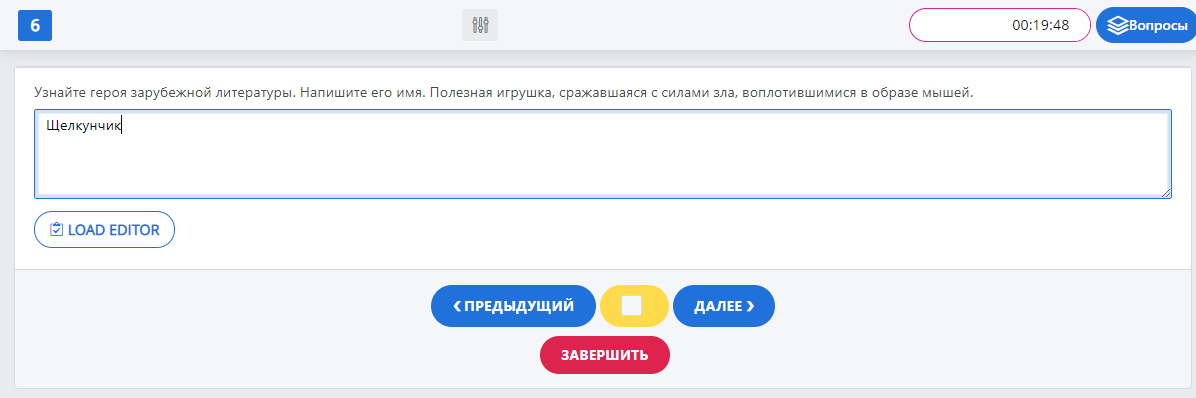 6
00:19:48
Вопросы
Узнайте героя зарубежной литературы. Напишите его имя. Полезная игрушка, сражавшаяся с силами зла, воплотившимися в образе мышей.
Щелкунчик
LOAD EDITOR
ПРЕДЫДУЩИЙ
ДАЛЕЕ
ЗАВЕРШИТЬ